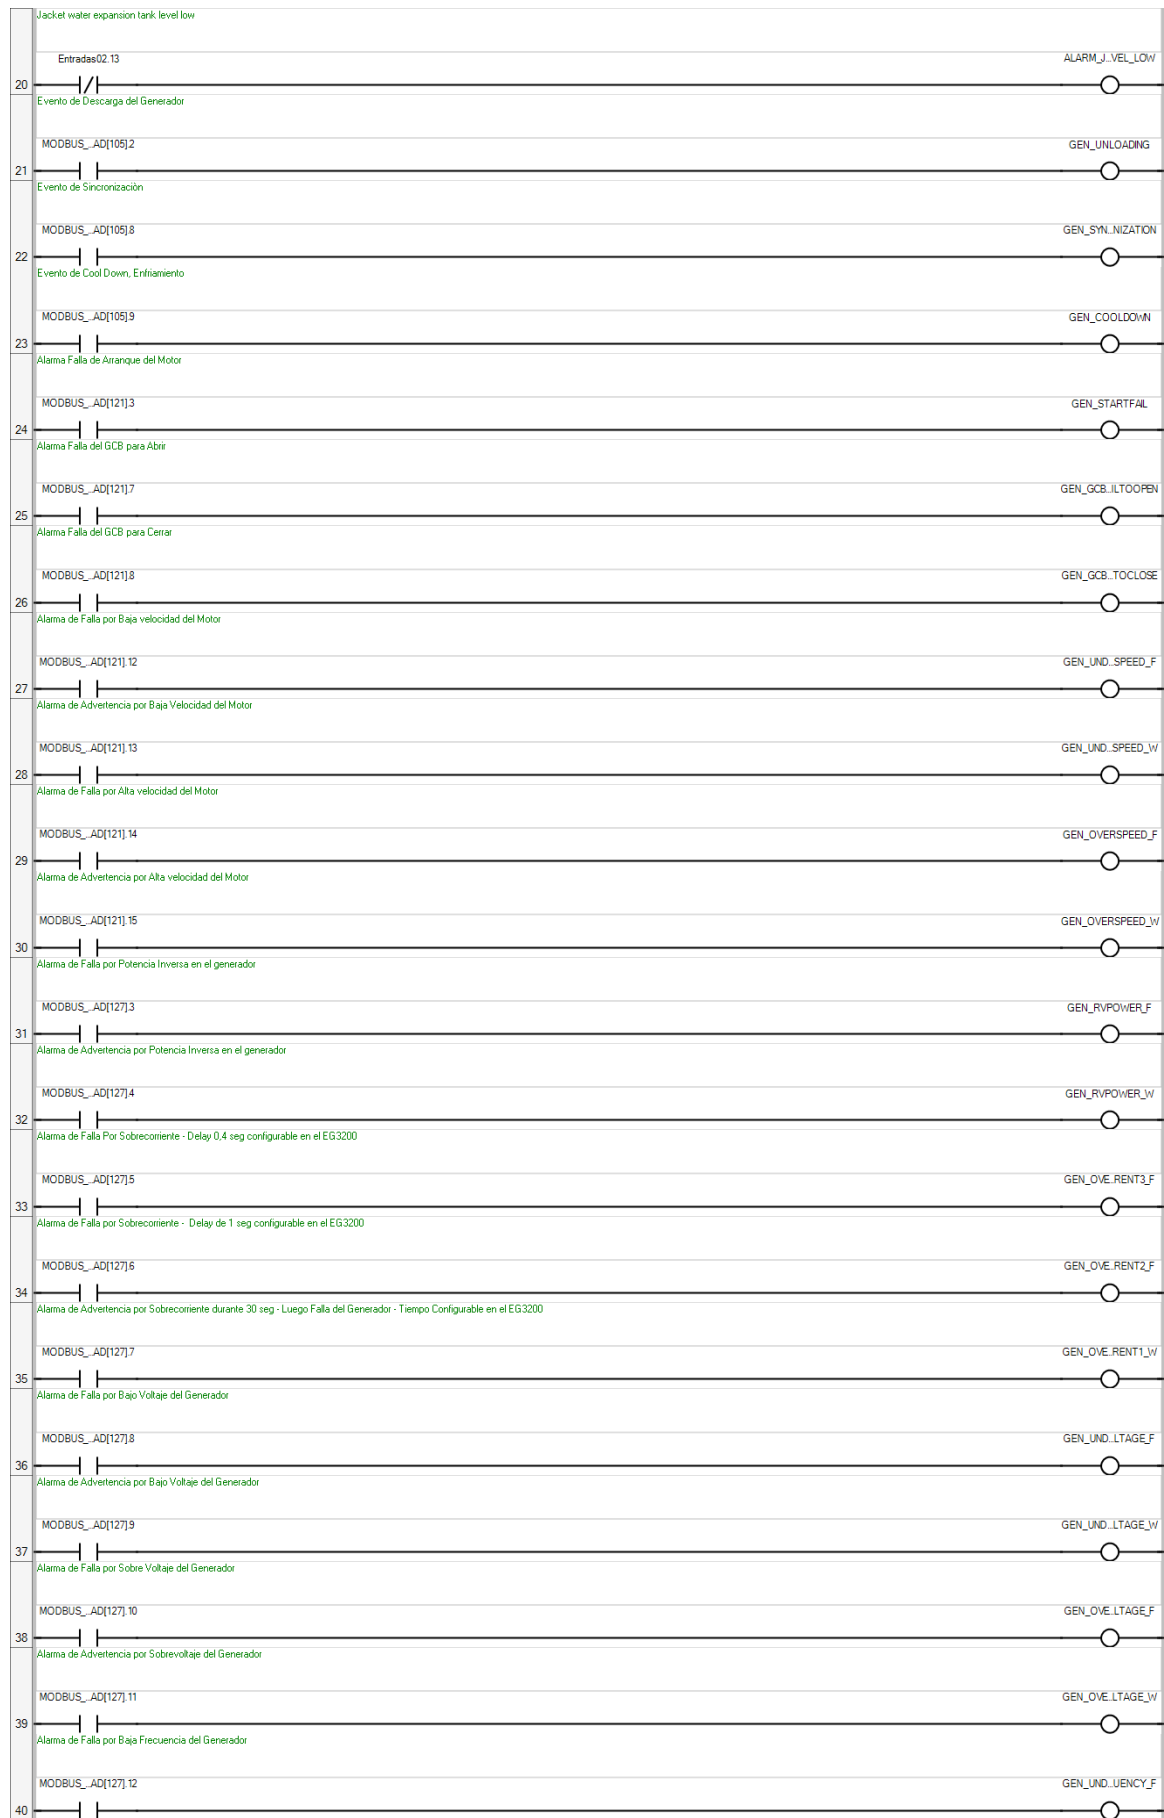 Jacket water expansion tank level low
Entradas02.13 ALARM_J...VEL_LOW
20
Evento de Descarga del Generador
MODBUS_...AD[105].2 GEN_UNLOADING
21
Evento de Sincronizaciòn
MODBUS_...AD[105].8 GEN_SYN...NIZATION
22
Evento de Cool Down, Enfriamiento
MODBUS_...AD[105].9 GEN_COOLDOWN
23
Alarma Falla de Arranque del Motor
MODBUS_...AD[121].3 GEN_STARTFAIL
24
Alarma Falla del GCB para Abrir
MODBUS_...AD[121].7 GEN_GCB...ILTOOPEN
25
Alarma Falla del GCB para Cerrar
MODBUS_...AD[121].8 GEN_GCB...TOCLOSE
26
Alarma de Falla por Baja velocidad del Motor
MODBUS_...AD[121].12 GEN_UND...SPEED_F
27
Alarma de Advertencia por Baja Velocidad del Motor
MODBUS_...AD[121].13 GEN_UND...SPEED_W
28
Alarma de Falla por Alta velocidad del Motor
MODBUS_...AD[121].14 GEN_OVERSPEED_F
29
Alarma de Advertencia por Alta velocidad del Motor
MODBUS_...AD[121].15 GEN_OVERSPEED_W
30
Alarma de Falla por Potencia Inversa en el generador
MODBUS_...AD[127].3 GEN_RVPOWER_F
31
Alarma de Advertencia por Potencia Inversa en el generador
MODBUS_...AD[127].4 GEN_RVPOWER_W
32
Alarma de Falla Por Sobrecorriente - Delay 0,4 seg configurable en el EG3200
MODBUS_...AD[127].5 GEN_OVE...RENT3_F
33
Alarma de Falla por Sobrecorriente - Delay de 1 seg configurable en el EG3200
MODBUS_...AD[127].6 GEN_OVE...RENT2_F
34
Alarma de Advertencia por Sobrecorriente durante 30 seg - Luego Falla del Generador - Tiempo Configurable en el EG3200
MODBUS_...AD[127].7 GEN_OVE...RENT1_W
35
Alarma de Falla por Bajo Voltaje del Generador
MODBUS_...AD[127].8 GEN_UND...LTAGE_F
36
Alarma de Advertencia por Bajo Voltaje del Generador
MODBUS_...AD[127].9 GEN_UND...LTAGE_W
37
Alarma de Falla por Sobre Voltaje del Generador
MODBUS_...AD[127].10 GEN_OVE...LTAGE_F
38
Alarma de Advertencia por Sobrevoltaje del Generador
MODBUS_...AD[127].11 GEN_OVE...LTAGE_W
39
Alarma de Falla por Baja Frecuencia del Generador
MODBUS_...AD[127].12 GEN_UND...UENCY_F
40